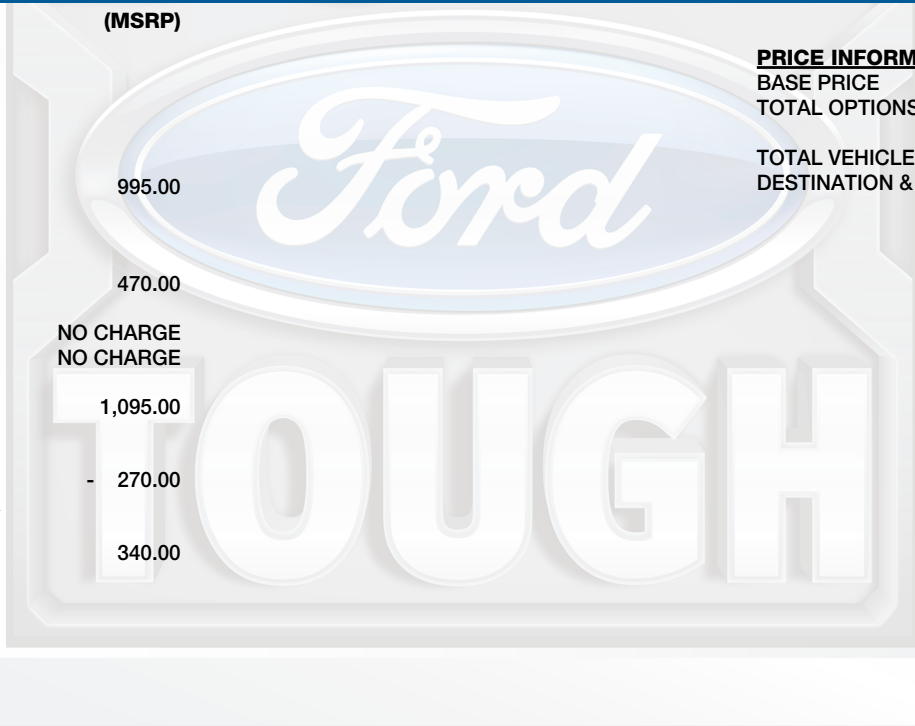 (MSRP)
PRICE INFORM
BASE PRICE
TOTAL OPTIONS
TOTAL VEHICLE
DESTINATION &
995.00
470.00
NO CHARGE
NO CHARGE
1,095.00
- 270.00
340.00
Ford
TOUGH